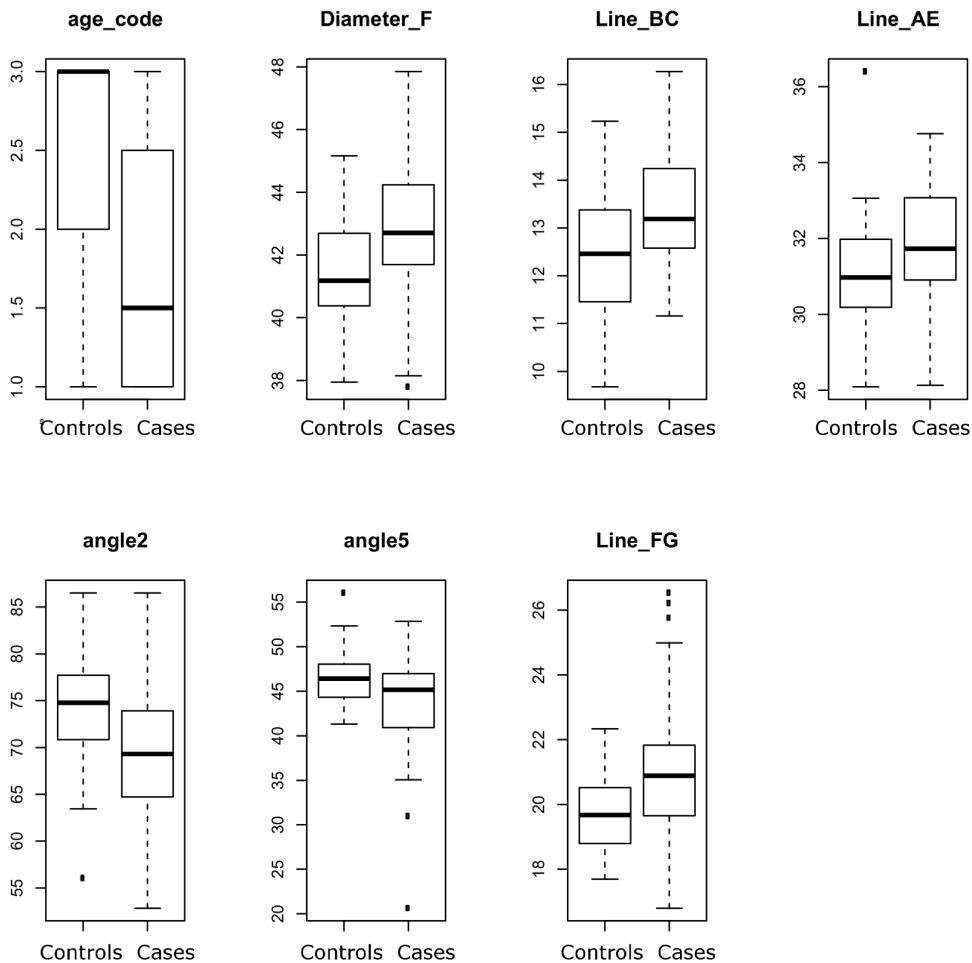 age_code
Diameter_F
Line_BC
Line_AE
3.0
2.5
2.0
1.5
1.0
48
46
44
42
40
38
16
15
14
13
12
11
10
36
34
32
30
28
s
Controls Cases
Controls Cases
Controls Cases
Controls Cases
angle2
angle5
Line_FG
85
80
75
70
65
60
55
55
50
45
40
35
30
25
20
26
24
22
20
18
Controls Cases
Controls Cases
Controls Cases